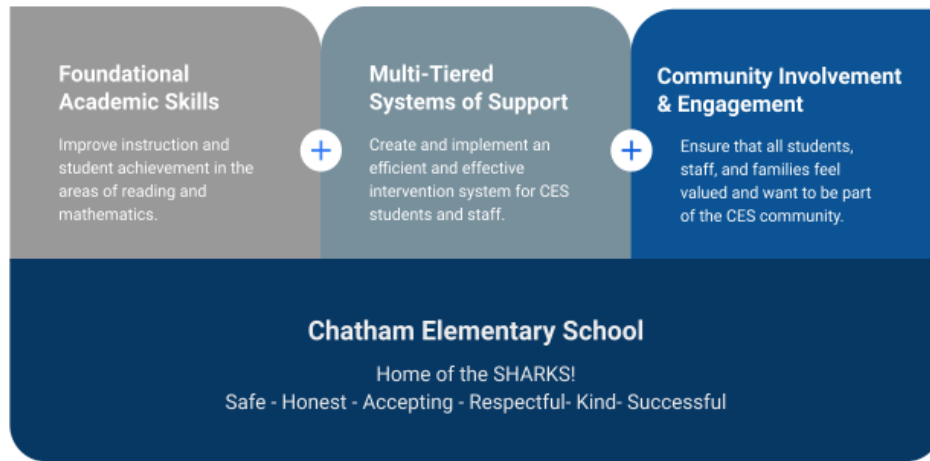 Foundational
Academic Skills
Improve instruction and
student achievement in the
areas of reading and
mathematics.
Multi-Tiered
Systems of Support
Create and implement an
efficient and effective
intervention system for CES
students and staff.
Community Involvement
& Engagement
Ensure that all students,
staff, and families feel
valued and want to be part
of the CES community.
Chatham Elementary School
Home of the SHARKS!
Safe - Honest - Accepting - Respectful- Kind- Successful